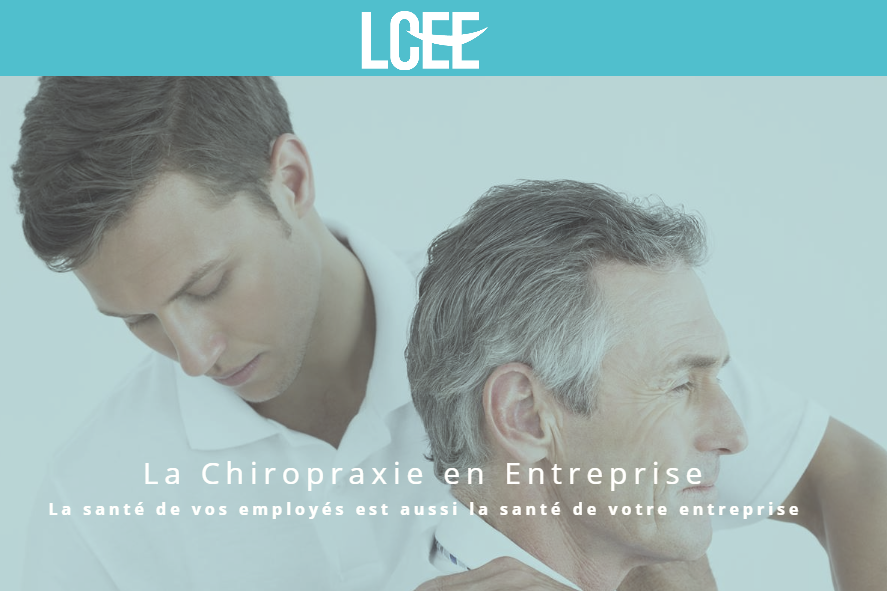 LCEE
La Chiropraxie en Entreprise
La santé de vos employés est aussi la santé de votre entreprise